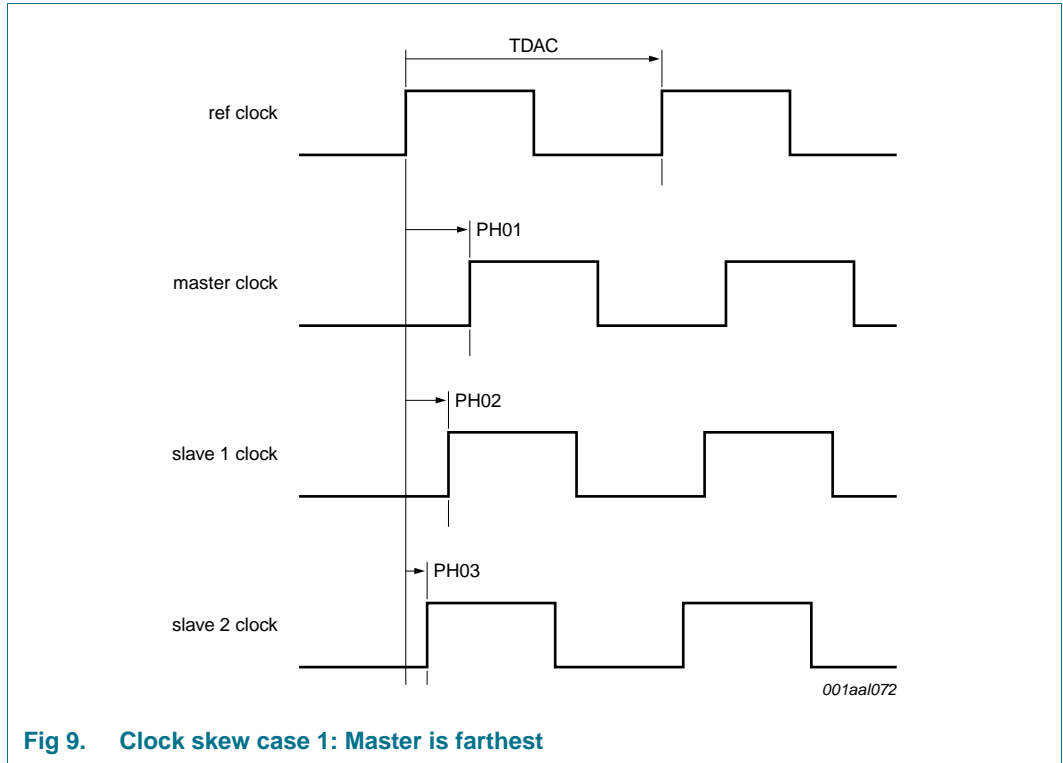 TDAC
ref clock
PH01
master clock
PH02
slave 1 clock
PH03
slave 2 clock
001aal072
Fig 9. Clock skew case 1: Master is farthest